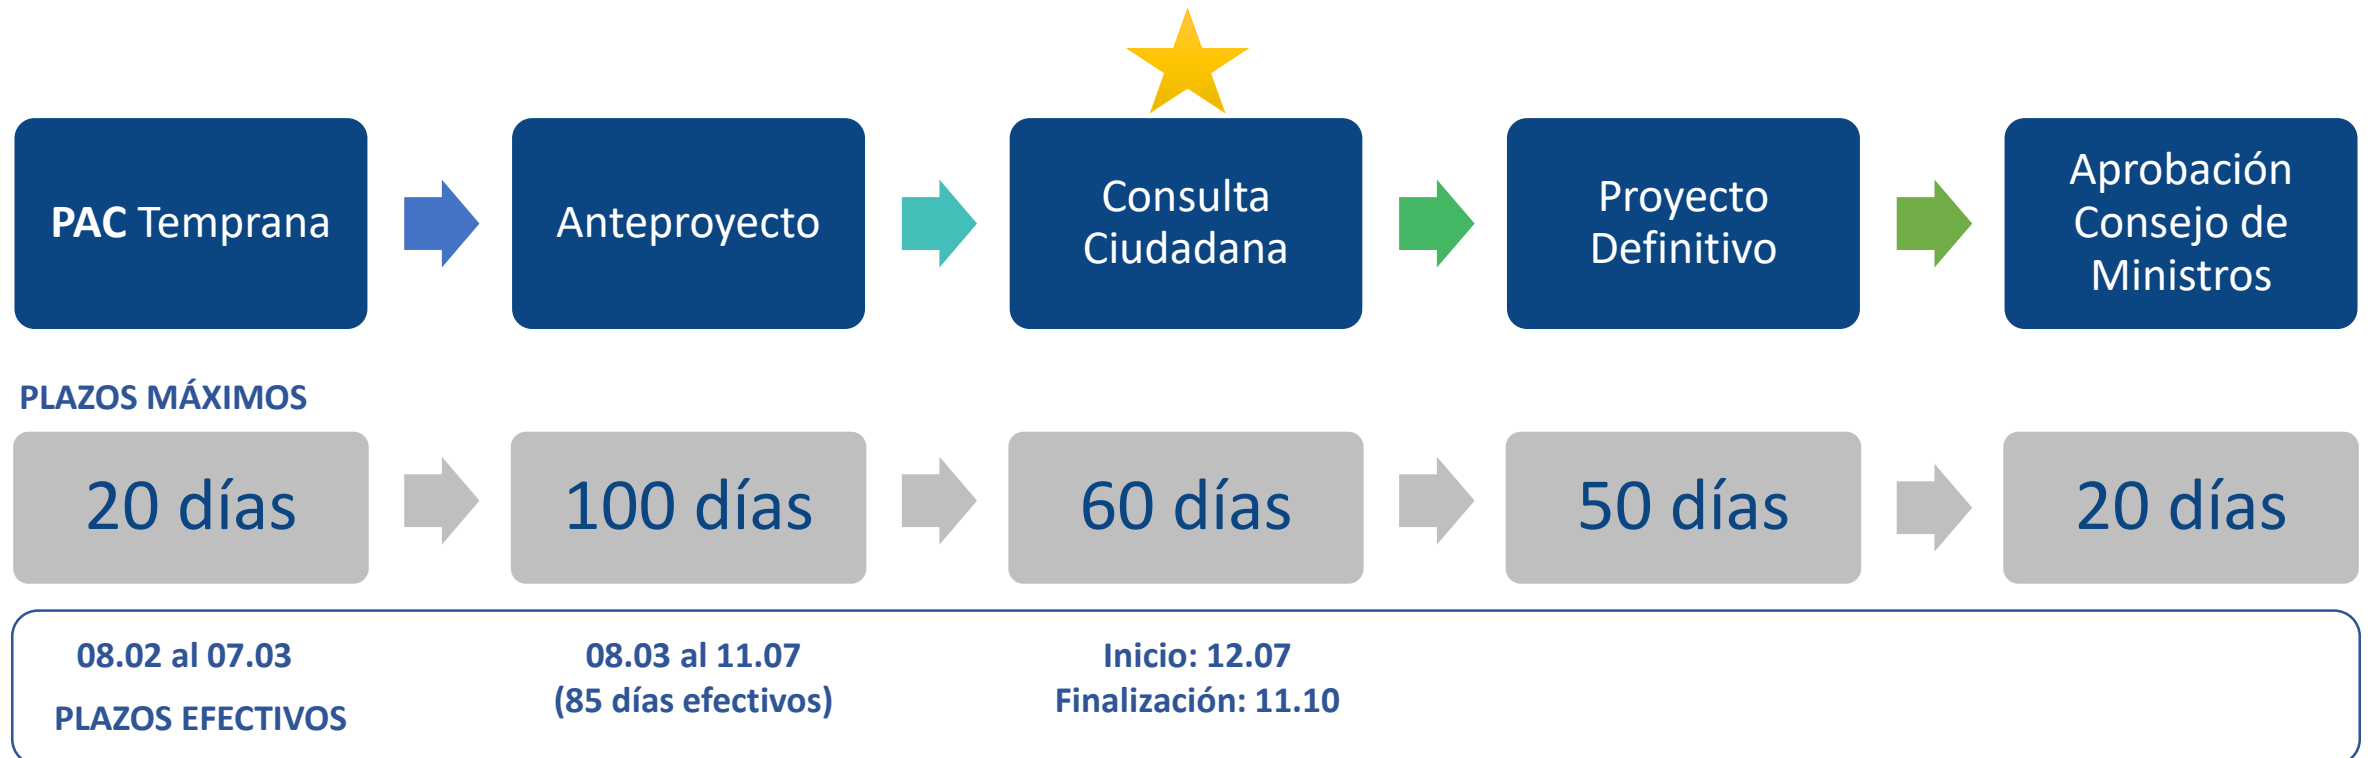 PAC Temprana
Anteproyecto
Consulta
Ciudadana
Proyecto
Definitivo
Aprobación
Consejo de
Ministros
PLAZOS MÁXIMOS
20 días
100 días
60 días
50 días
20 días
08.02 al 07.03
PLAZOS EFECTIVOS
08.03 al 11.07
(85 días efectivos)
Inicio: 12.07
Finalización: 11.10